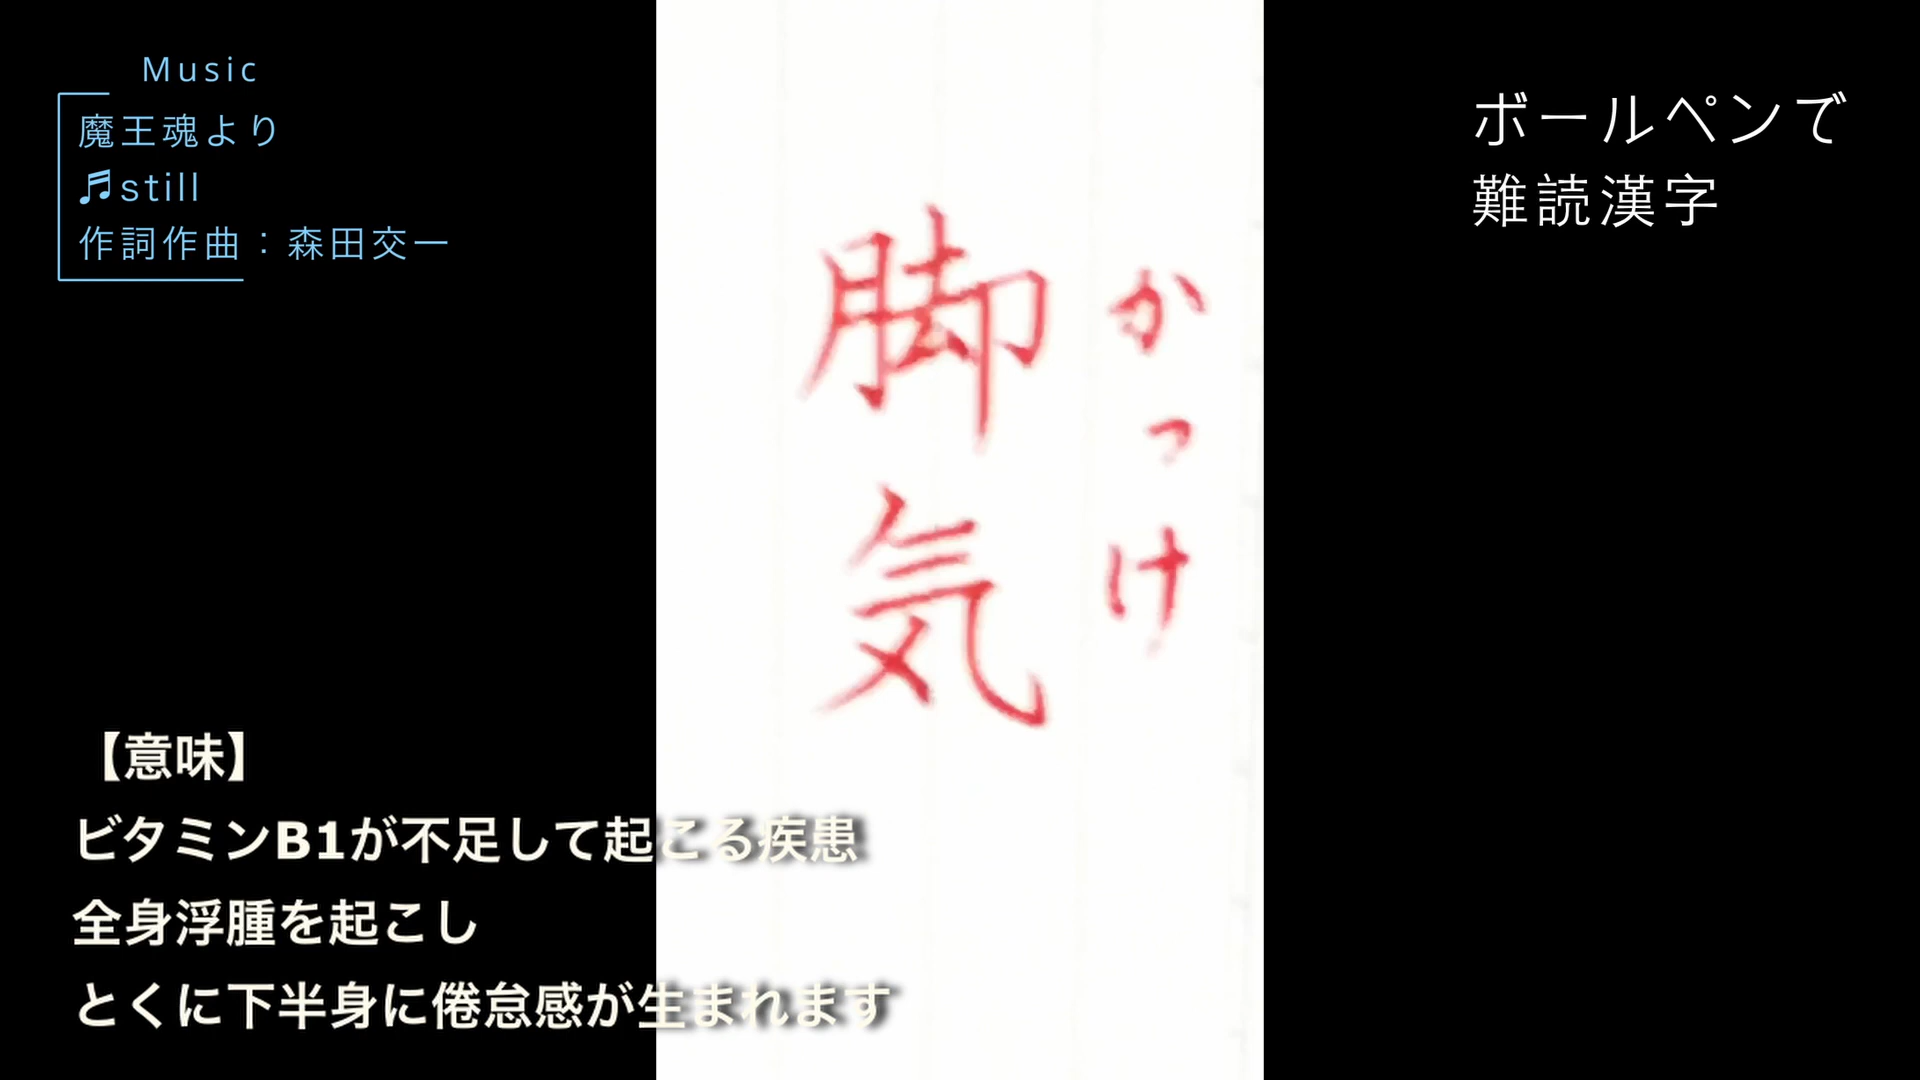 Music
魔王魂より
♬still
作詞作曲：森田交一
ボールペンで
難読漢字
かっけ
脚気
【意味】
ビタミンB1が不足して起こる疾患
全身浮腫を起こし
とくに下半身に倦怠感が生まれます